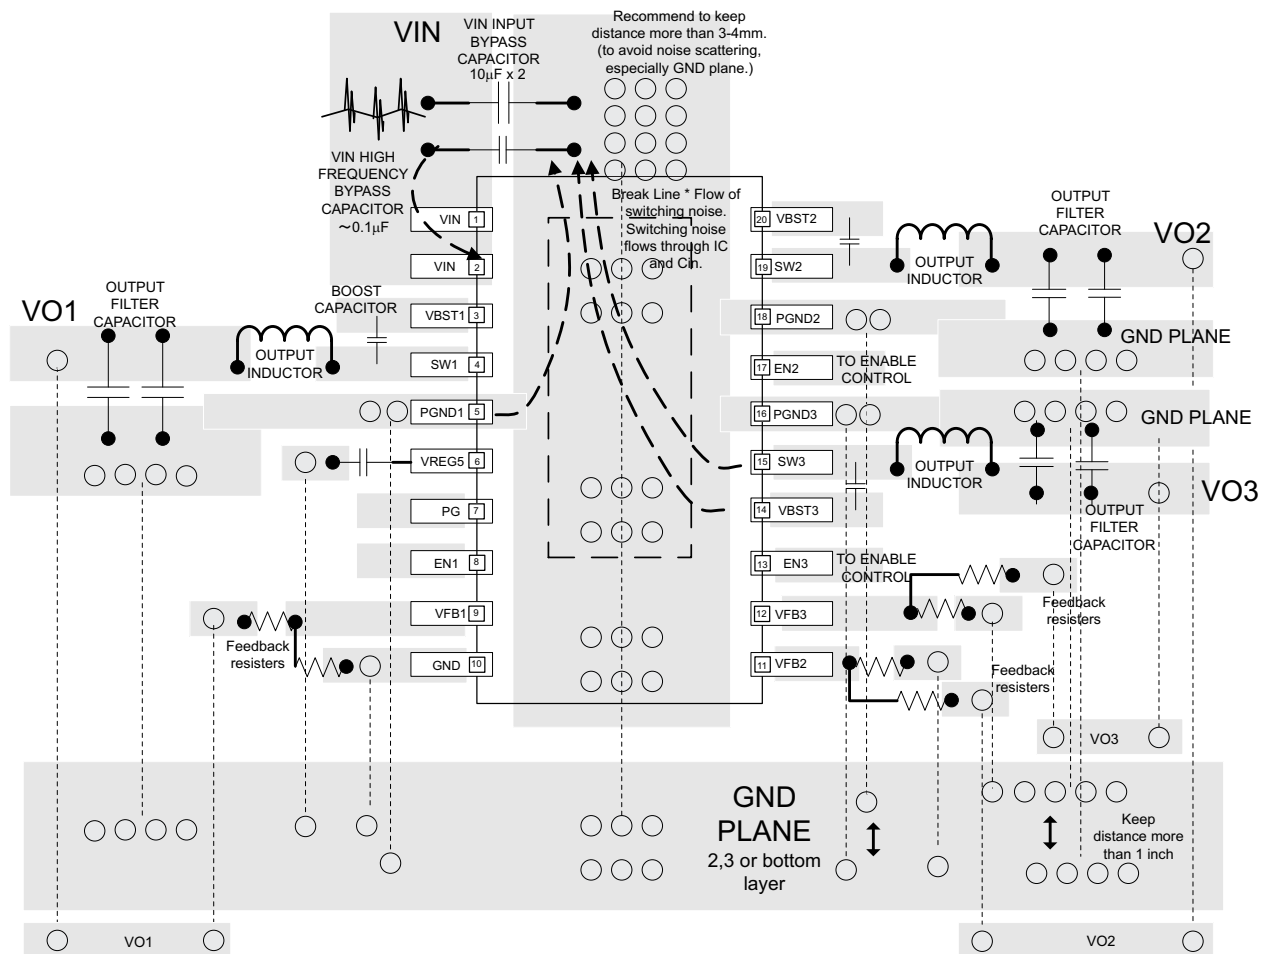 VIN
VIN INPUT
BYPASS
CAPACITOR
10µF x 2
Recommend to keep
distance more than 3-4mm.
(to avoid noise scattering,
especially GND plane.)
VIN HIGH
FREQUENCY
BYPASS
CAPACITOR
~0.1µF
Break Line * Flow of
switching noise.
Switching noise
flows through IC
and Cin.
VIN 1
VIN 2
VBST1 3
SW1 4
PGND1 5
VREG5 6
PG 7
EN1 8
VFB1 9
GND 10
20 VBST2
19 SW2
18 PGND2
17 EN2
16 PGND3
15 SW3
14 VBST3
13 EN3
12 VFB3
11 VFB2
VO1
OUTPUT
FILTER
CAPACITOR
BOOST
CAPACITOR
OUTPUT
INDUCTOR
OUTPUT
FILTER
CAPACITOR
VO2
OUTPUT
INDUCTOR
GND PLANE
TO ENABLE
CONTROL
GND PLANE
OUTPUT
INDUCTOR
VO3
OUTPUT
FILTER
CAPACITOR
TO ENABLE
CONTROL
Feedback
resisters
Feedback
resisters
Feedback
resisters
VO3
GND
PLANE
2,3 or bottom
layer
Keep
distance more
than 1 inch
VO1
VO2